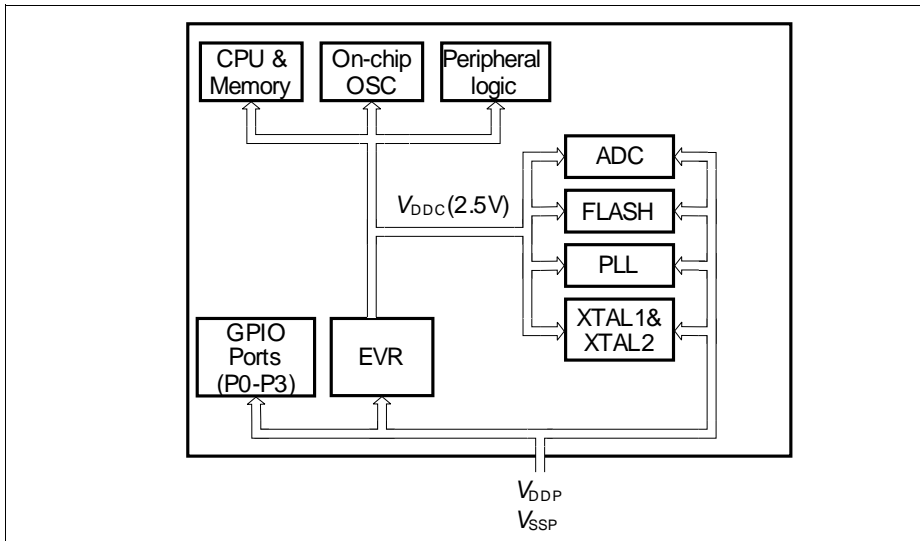 CPU &
Memory
On-chip
OSC
Peripheral
logic
ADC
VDDC(2.5V)
FLASH
PLL
GPIO
Ports
(P0-P3)
EVR
XTAL1&
XTAL2
VDDP
VSSP